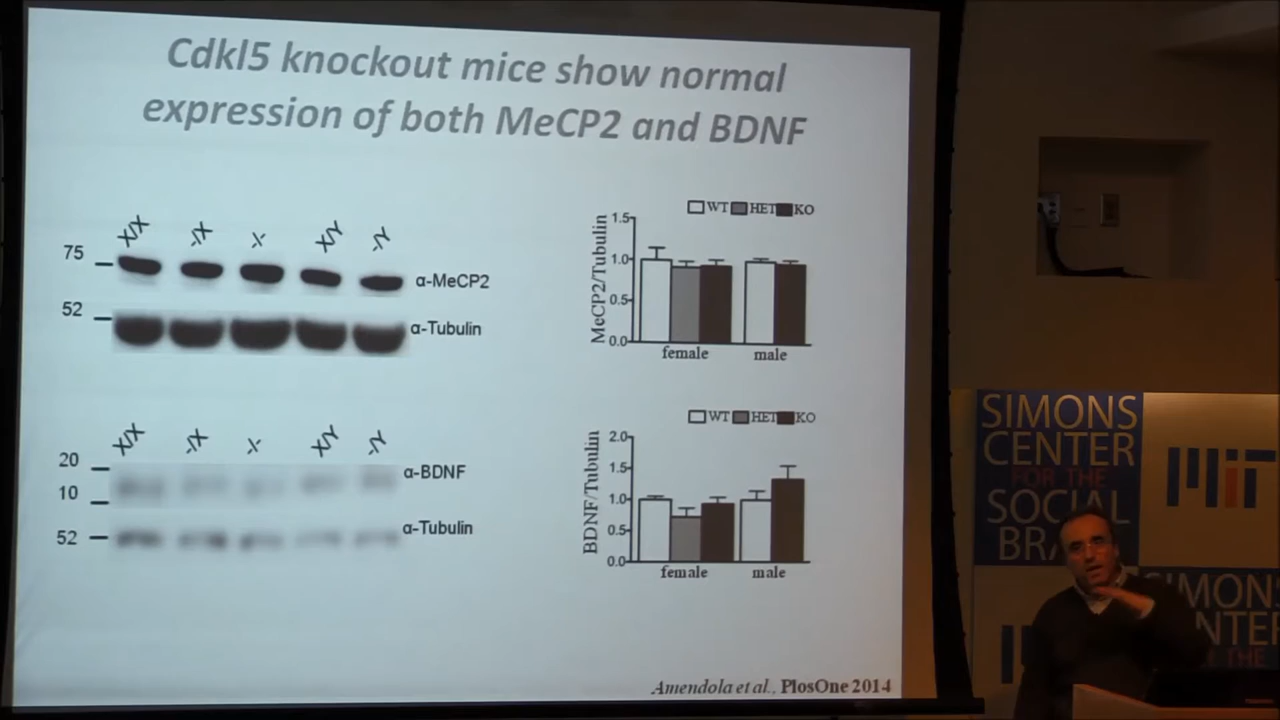 Cdkl5 knockout mice show normal
expression of both MeCP2 and BDNF
X/X -/X -/- X/Y -/Y
75
α-MeCP2
52
α-Tubulin
WT HET KO
MeCP2/Tubulin
1.5
1.0
0.5
0.0
female male
X/X -/X -/- X/Y -/Y
20
α-BDNF
10
52
α-Tubulin
WT HET KO
BDNF/Tubulin
2.0
1.5
1.0
0.5
0.0
female male
Amendola et al., PlosOne 2014
SIMONS
CENTER
FOR THE
SOCIAL
MIT